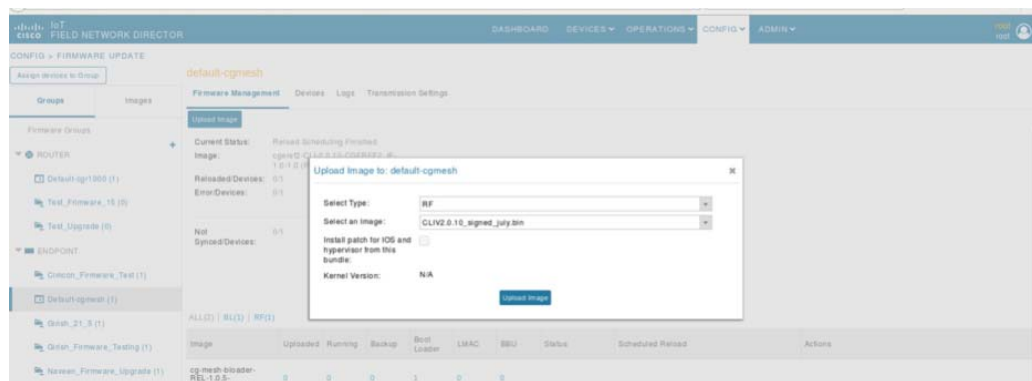 CISCO IoT
FIELD NETWORK DIRECTOR
DASHBOARD DEVICES OPERATIONS CONFIG ADMIN
root
root
CONFIG > FIRMWARE UPDATE
Assign devices to Group
Groups Images
Firmware Groups
ROUTER
Default-cgr1000 (1)
Test_Firmware_15 (0)
Test_Upgrade (0)
ENDPOINT
Cimcon_Firmware_Test (1)
Default-cgmesh (1)
Girish_21_5 (1)
Girish_Firmware_Testing (1)
Naveen_Firmware_Upgrade (1)
default-cgmesh
Firmware Management Devices Logs Transmission Settings
Upload Image
Current Status: Reload Scheduling Finished.
Image:
Reloaded/Devices: 0/1
Error/Devices: 0/1
Not Synced/Devices: 0/1
Upload Image to: default-cgmesh
Select Type: RF
Select an Image: CLIV2.0.10_signed_july.bin
Install patch for IOS and
hypervisor from this
bundle:
Kernel Version: N/A
Upload Image
ALL(2) | BL(1) | RF(1)
Image Uploaded Running Backup Boot Loader LMAC BBU Status Scheduled Reload Actions
cg-mesh-bloader-
REL-1.0.5- 0 0 0 1 0 0